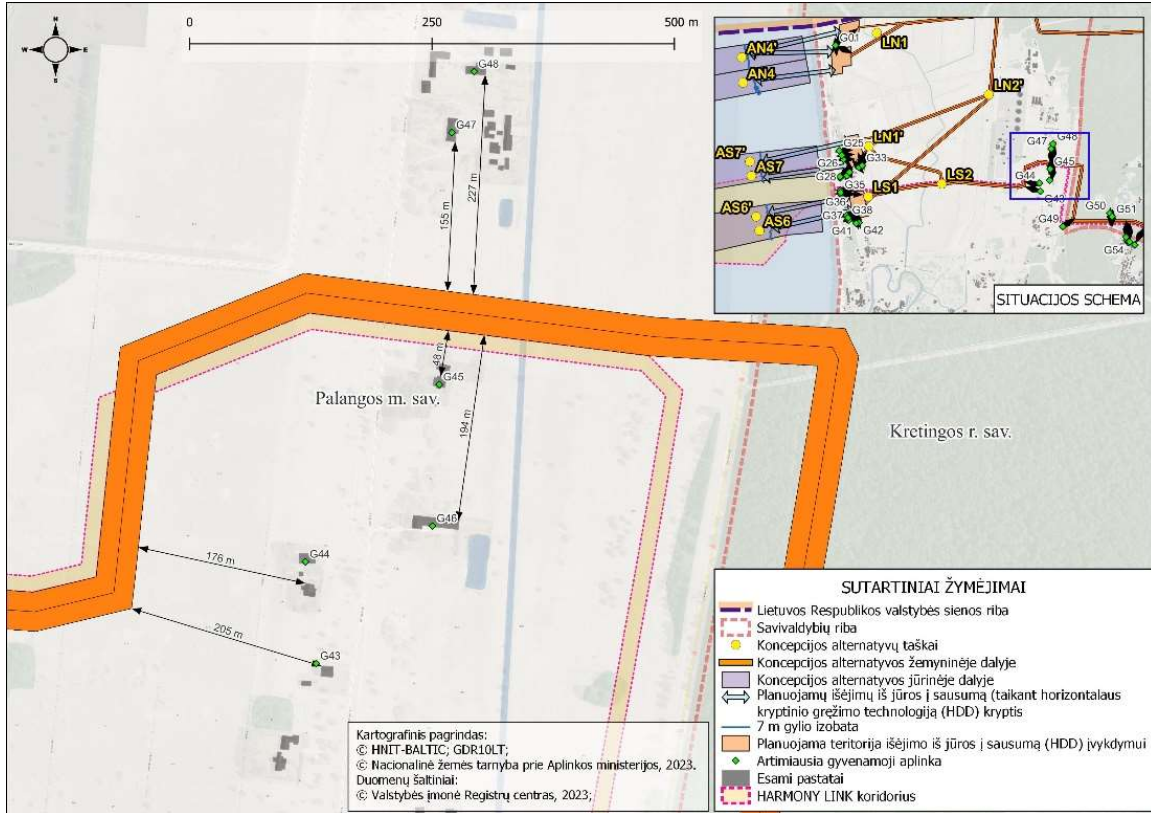 0 250 500 m
N
W E
S
G48
G47
227 m
155 m
48 m
G45
194 m
Palangos m. sav.
Kretingos r. sav.
G46
G44
176 m
205 m
G43
AN4'
G01
LN1
AN4
LN2'
G25
LN1'
G47
G48
AS7'
G26
G33
G45
AS7
G28
LS2
G44
G35
LS1
G43
AS6'
G36
G50
G51
AS6
G37
G38
G49
G41
G42
G54
SITUACIJOS SCHEMA
SUTARTINIAI ŽYMĖJIMAI
Lietuvos Respublikos valstybės sienos riba
Savivaldybių riba
Koncepcijos alternatyvų taškai
Koncepcijos alternatyvos žemyninėje dalyje
Koncepcijos alternatyvos jūrinėje dalyje
Planuojamų išėjimų iš jūros į sausumą (taikant horizontalaus
kryptinio gręžimo technologiją (HDD) kryptis
7 m gylio izobata
Planuojama teritorija išėjimo iš jūros į sausumą (HDD) įvykdymui
Artimiausia gyvenamoji aplinka
Esami pastatai
HARMONY LINK koridorius
Kartografinis pagrindas:
© HNIT-BALTIC; GDR10LT;
© Nacionalinė žemės tarnyba prie Aplinkos ministerijos, 2023.
Duomenų šaltiniai:
© Valstybės įmonė Registrų centras, 2023;